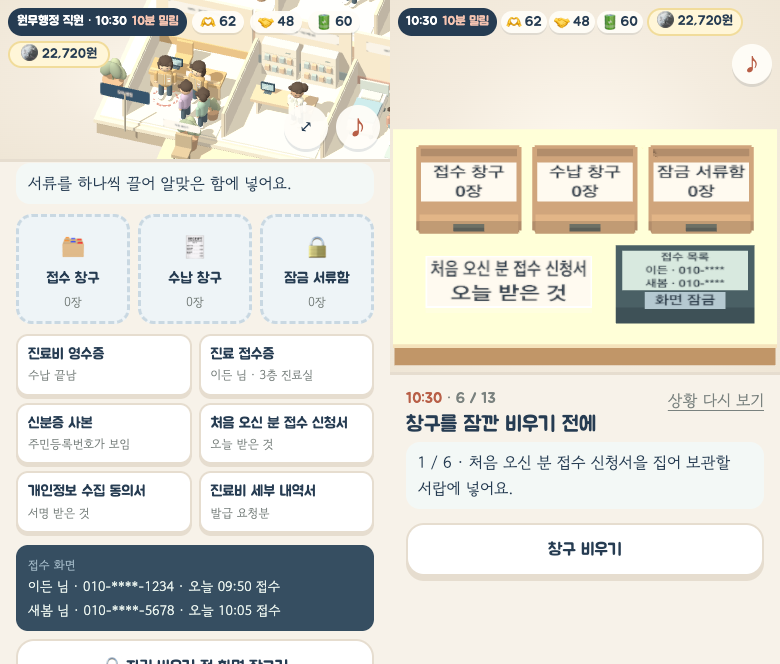 원무행정 직원 · 10:30 10분 밀림
62
48
60
22,720원
서류를 하나씩 끌어 알맞은 함에 넣어요.
접수 창구
0장
수납 창구
0장
잠금 서류함
0장
진료비 영수증
수납 끝남
진료 접수증
이든 님 · 3층 진료실
신분증 사본
주민등록번호가 보임
처음 오신 분 접수 신청서
오늘 받은 것
개인정보 수집 동의서
서명 받은 것
진료비 세부 내역서
발급 요청분
접수 화면
이든 님 · 010-****-1234 · 오늘 09:50 접수
새봄 님 · 010-****-5678 · 오늘 10:05 접수
10:30 10분 밀림
62
48
60
22,720원
접수 창구
0장
수납 창구
0장
잠금 서류함
0장
처음 오신 분 접수 신청서
오늘 받은 것
접수 목록
이든 · 010-****
새봄 · 010-****
화면 잠금
10:30 · 6 / 13
상황 다시 보기
창구를 잠깐 비우기 전에
1 / 6 · 처음 오신 분 접수 신청서을 집어 보관할
서랍에 넣어요.
창구 비우기